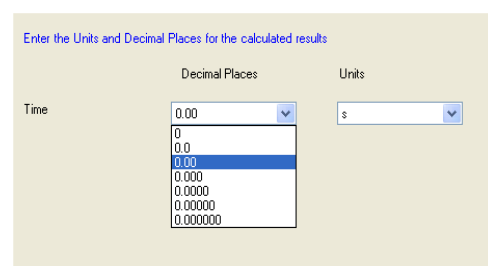 Enter the Units and Decimal Places for the calculated results
Decimal Places Units
Time 0.00 s
0
0.0
0.00
0.000
0.0000
0.00000
0.000000